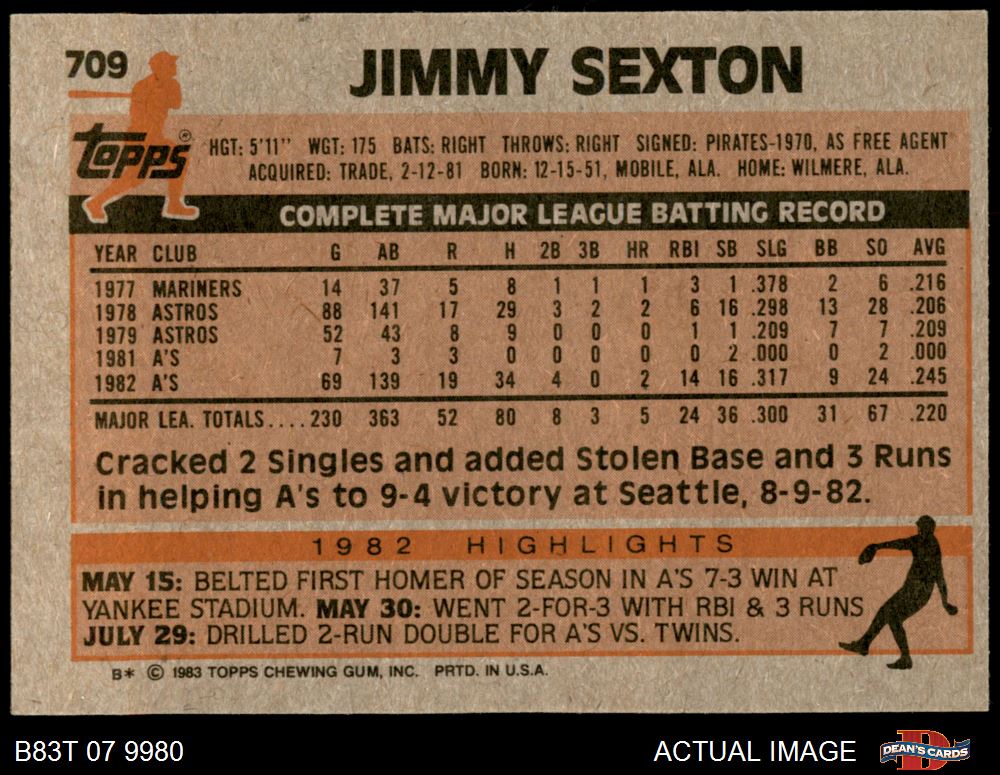 709
JIMMY SEXTON
Topps®
HGT: 5'11" WGT: 175 BATS: RIGHT THROWS: RIGHT SIGNED: PIRATES-1970, AS FREE AGENT
ACQUIRED: TRADE, 2-12-81 BORN: 12-15-51, MOBILE, ALA. HOME: WILMERE, ALA.
COMPLETE MAJOR LEAGUE BATTING RECORD
YEAR CLUB G AB R H 2B 3B HR RBI SB SLG BB SO AVG
1977 MARINERS 14 37 5 8 1 1 1 3 1 .378 2 6 .216
1978 ASTROS 88 141 17 29 3 2 2 6 16 .298 13 28 .206
1979 ASTROS 52 43 8 9 0 0 0 1 1 .209 7 7 .209
1981 A'S 7 3 3 0 0 0 0 0 2 .000 0 2 .000
1982 A'S 69 139 19 34 4 0 2 14 16 .317 9 24 .245
MAJOR LEA. TOTALS....230 363 52 80 8 3 5 24 36 .300 31 67 .220
Cracked 2 Singles and added Stolen Base and 3 Runs
in helping A's to 9-4 victory at Seattle, 8-9-82.
1982 HIGHLIGHTS
MAY 15: BELTED FIRST HOMER OF SEASON IN A'S 7-3 WIN AT
YANKEE STADIUM. MAY 30: WENT 2-FOR-3 WITH RBI & 3 RUNS
JULY 29: DRILLED 2-RUN DOUBLE FOR A'S VS. TWINS.
B* © 1983 TOPPS CHEWING GUM, INC. PRTD. IN U.S.A.
B83T 07 9980
ACTUAL IMAGE
D
DEAN'S CARDS